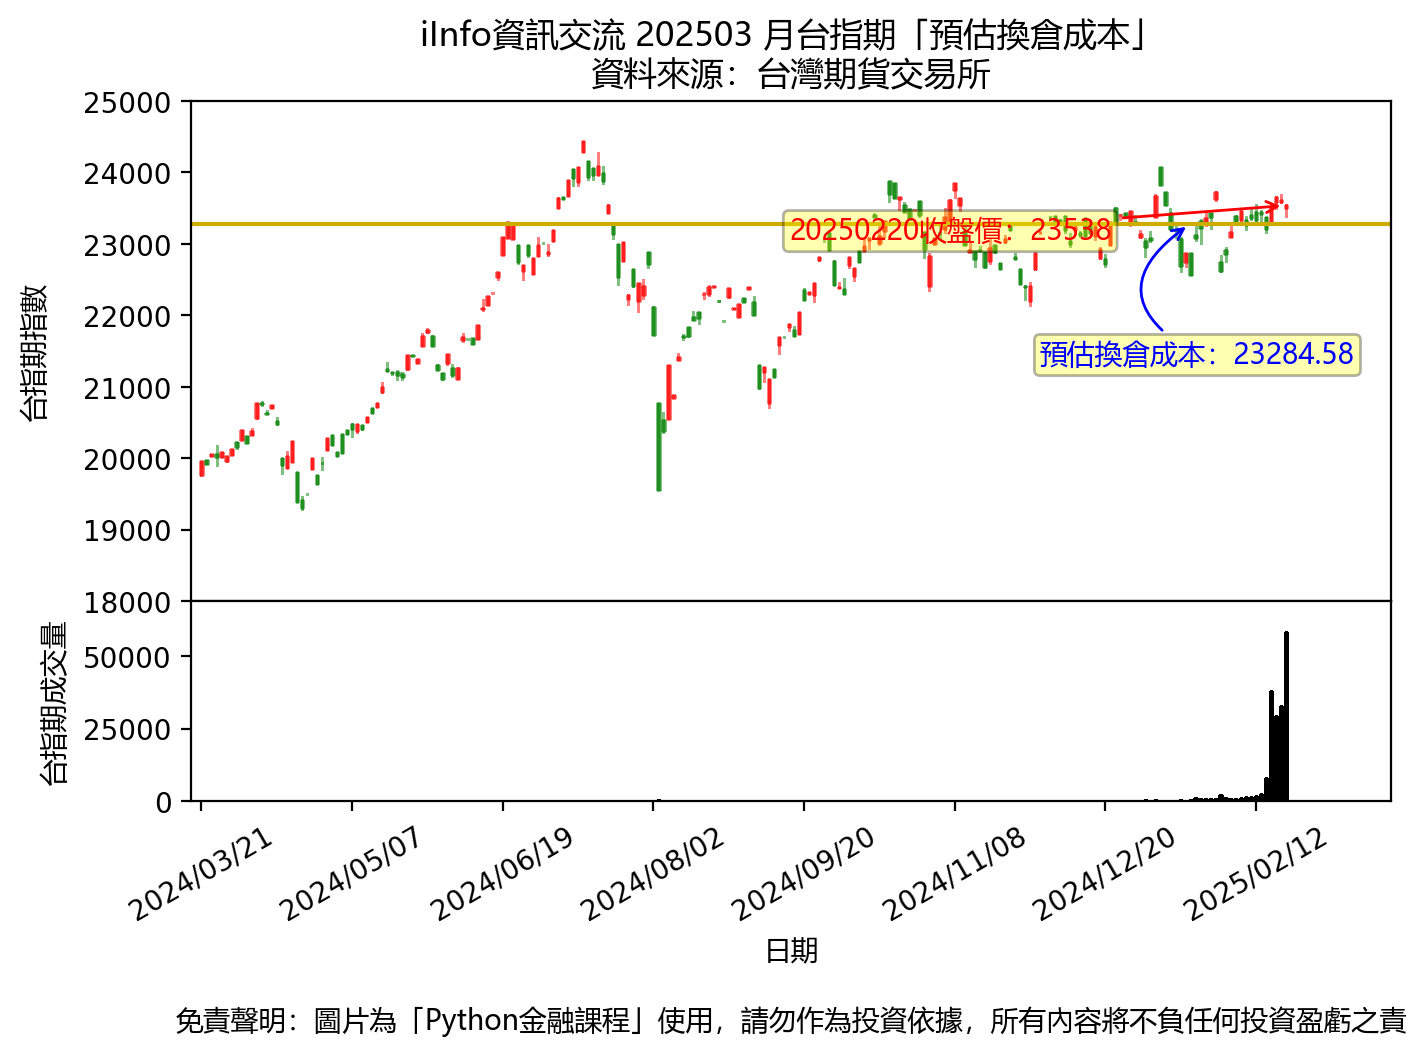 iInfo資訊交流 202503 月台指期「預估換倉成本」
資料來源：台灣期貨交易所
台指期指數
25000
24000
23000
22000
21000
20000
19000
18000
20250220收盤價：23538
預估換倉成本：23284.58
台指期成交量
50000
25000
0
2024/03/21
2024/05/07
2024/06/19
2024/08/02
2024/09/20
2024/11/08
2024/12/20
2025/02/12
日期
免責聲明：圖片為「Python金融課程」使用，請勿作為投資依據，所有內容將不負任何投資盈虧之責